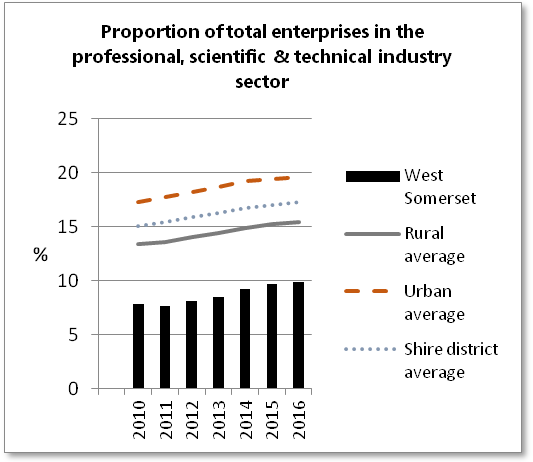 Proportion of total enterprises in the
professional, scientific & technical industry
sector
25
20
15
10
5
0
%
2010
2011
2012
2013
2014
2015
2016
West
Somerset
Rural
average
Urban
average
Shire district
average